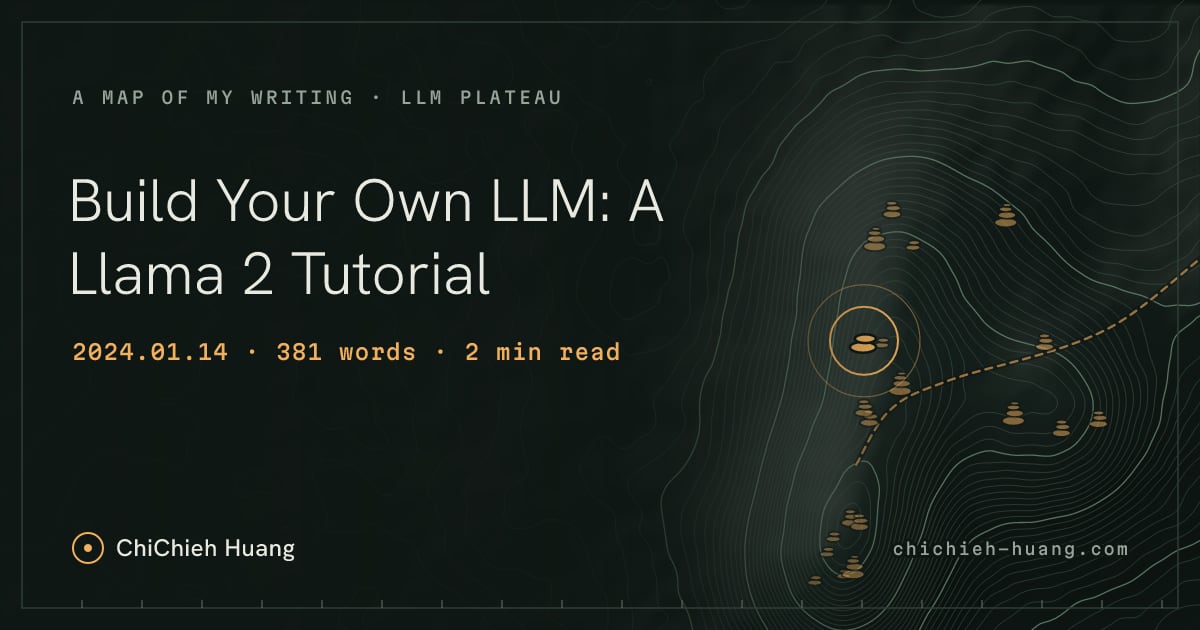 A MAP OF MY WRITING · LLM PLATEAU
Build Your Own LLM: A
Llama 2 Tutorial
2024.01.14 · 381 words · 2 min read
ChiChieh Huang
chichieh-huang.com